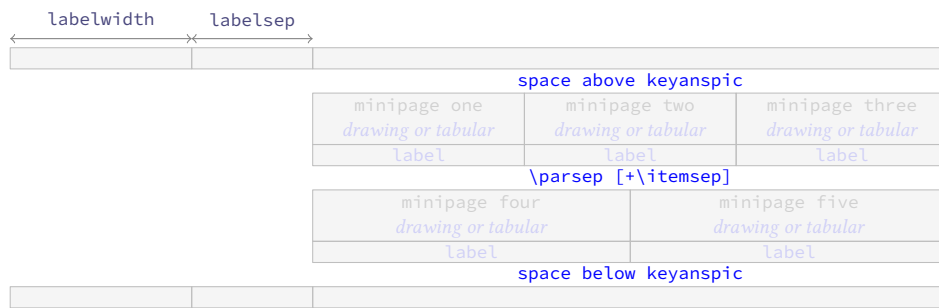 labelwidth labelsep
space above keyanspic
minipage one minipage two minipage three
drawing or tabular drawing or tabular drawing or tabular
label label label
\parsep [+\itemsep]
minipage four minipage five
drawing or tabular drawing or tabular
label label
space below keyanspic